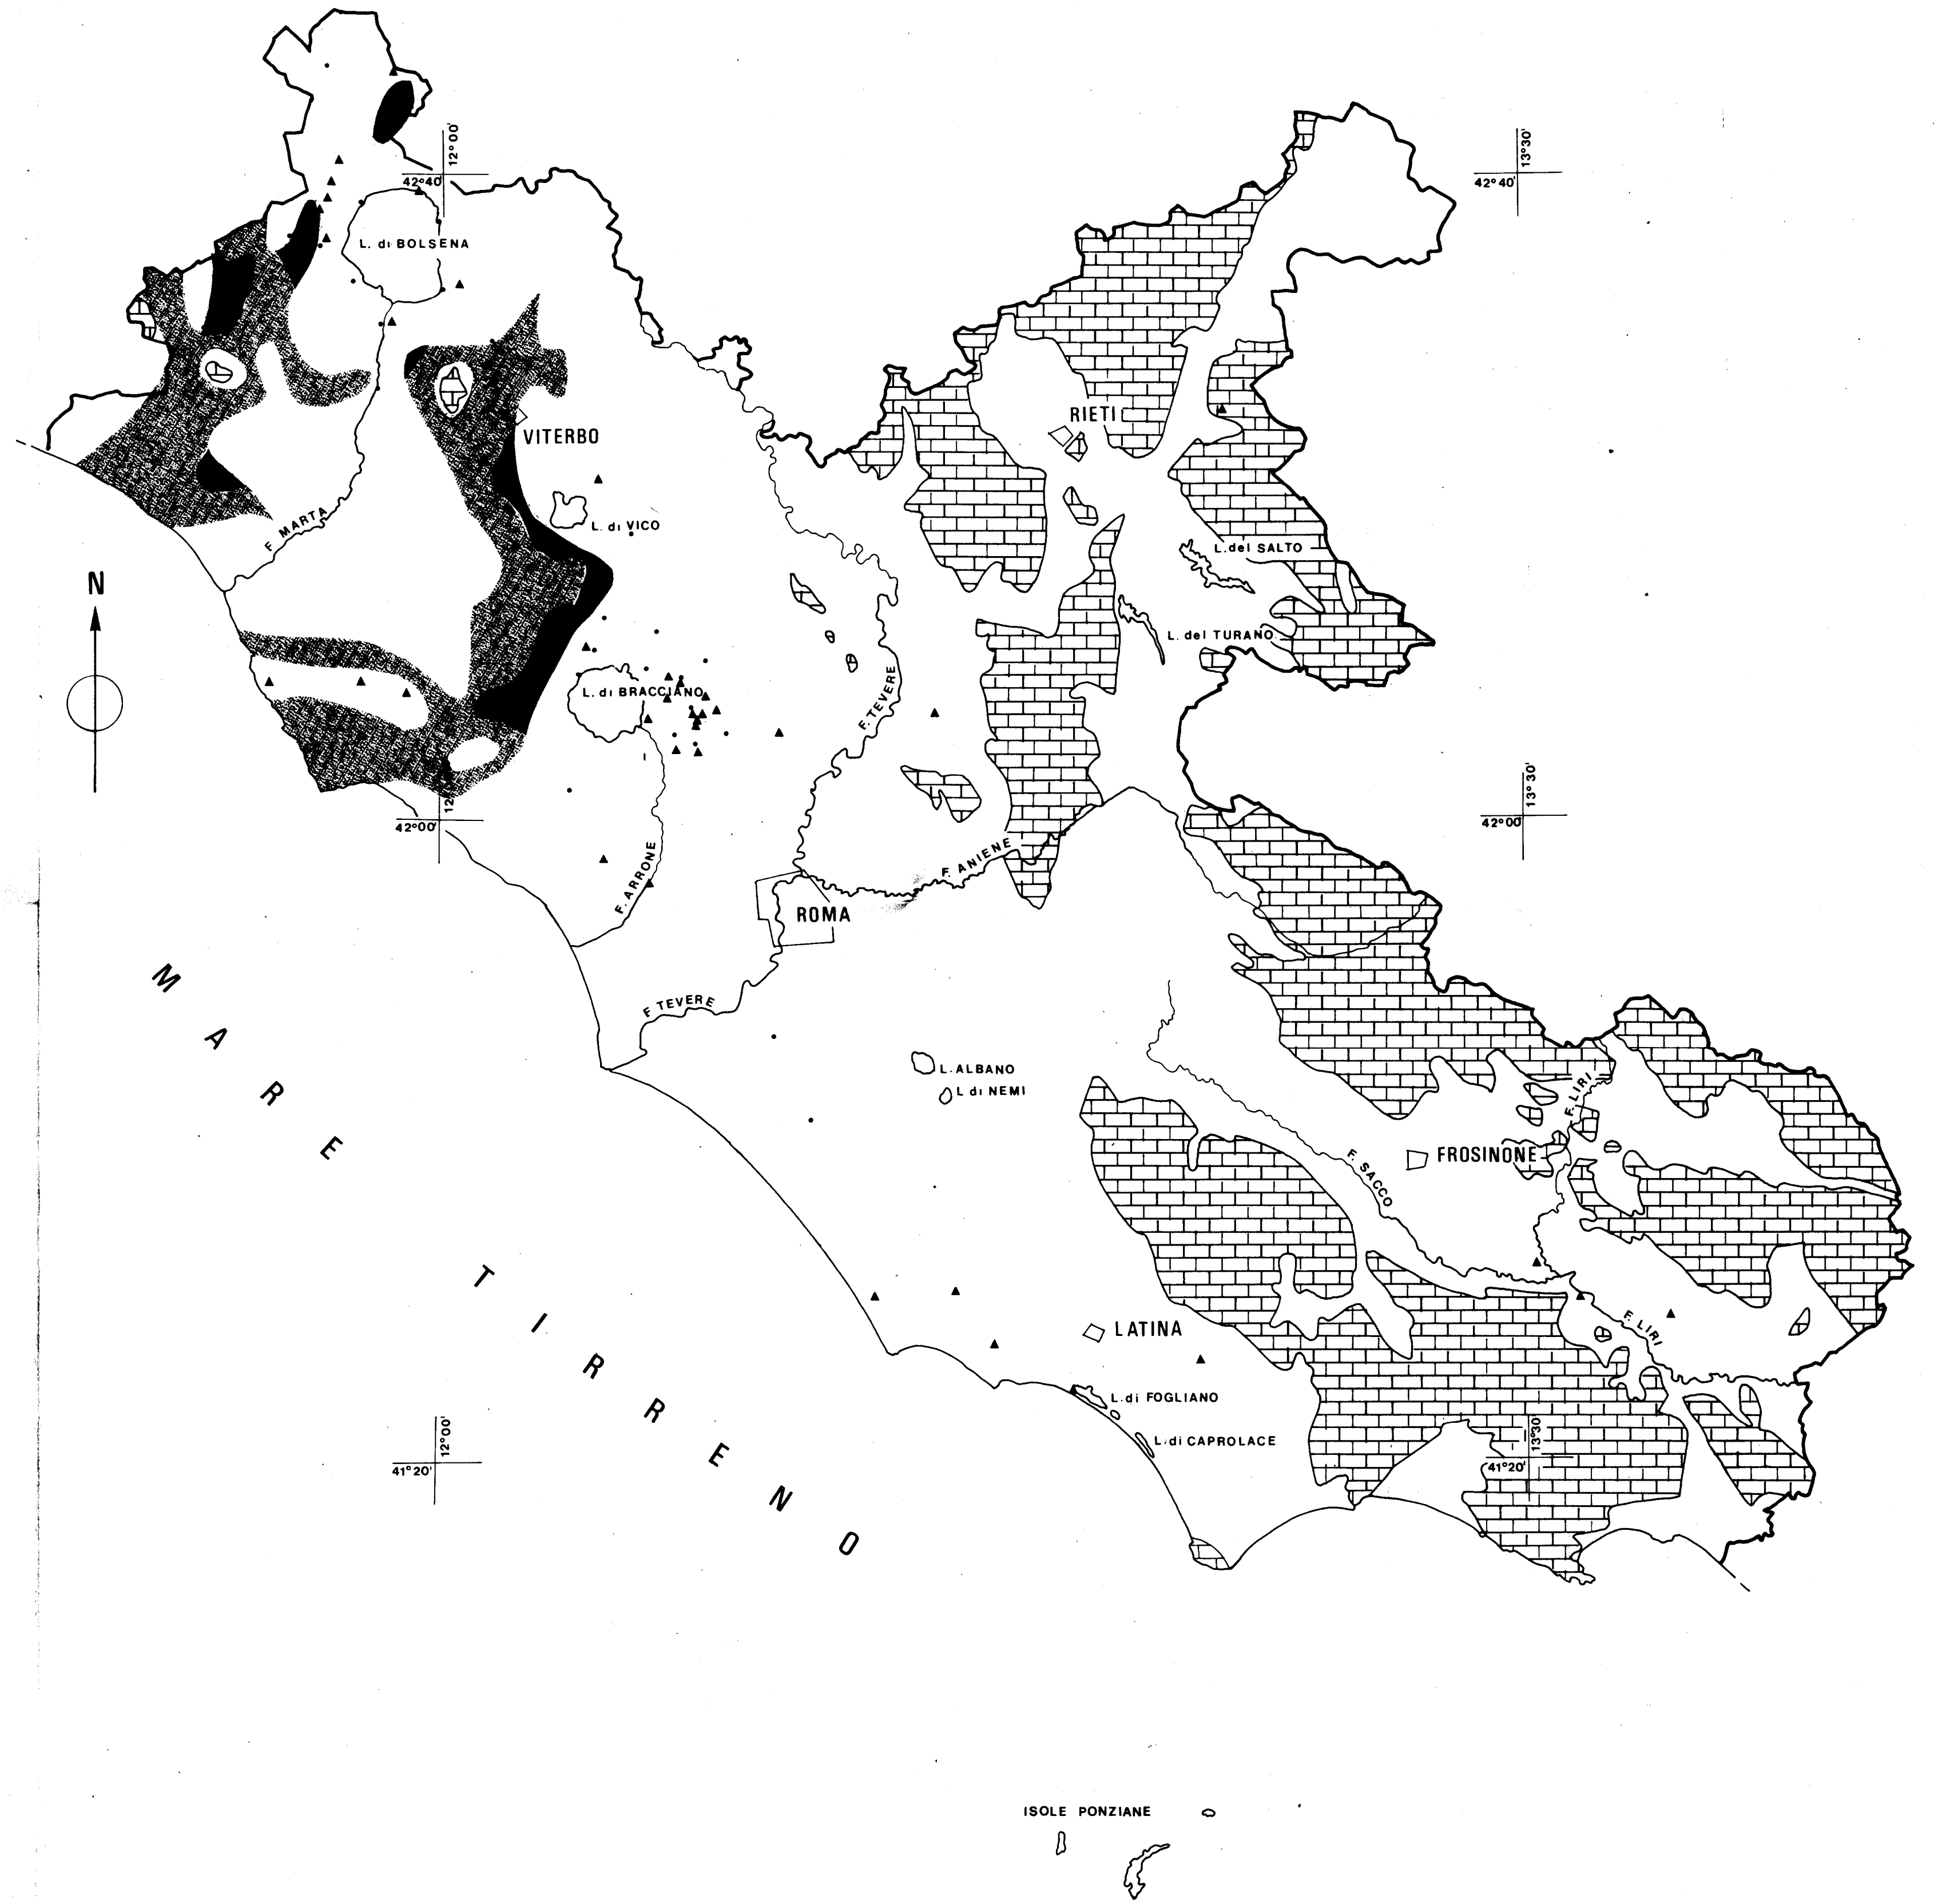 12° 00'
42° 40'
13° 30'
42° 40'
L. di BOLSENA
RIETI
VITERBO
L. di VICO
F. MARTA
L. del SALTO
N
L. del TURANO
L. di BRACCIANO
F. TEVERE
13° 30'
42° 00'
12°
42° 00'
F. ARRONE
F. ANIENE
ROMA
F. TEVERE
MARE TIRRENO
L. ALBANO
L di NEMI
F. LIRI
FROSINONE
F. SACCO
F. LIRI
LATINA
L. di FOGLIANO
L. di CAPROLACE
12° 00'
41° 20'
13° 30'
41° 20'
ISOLE PONZIANE